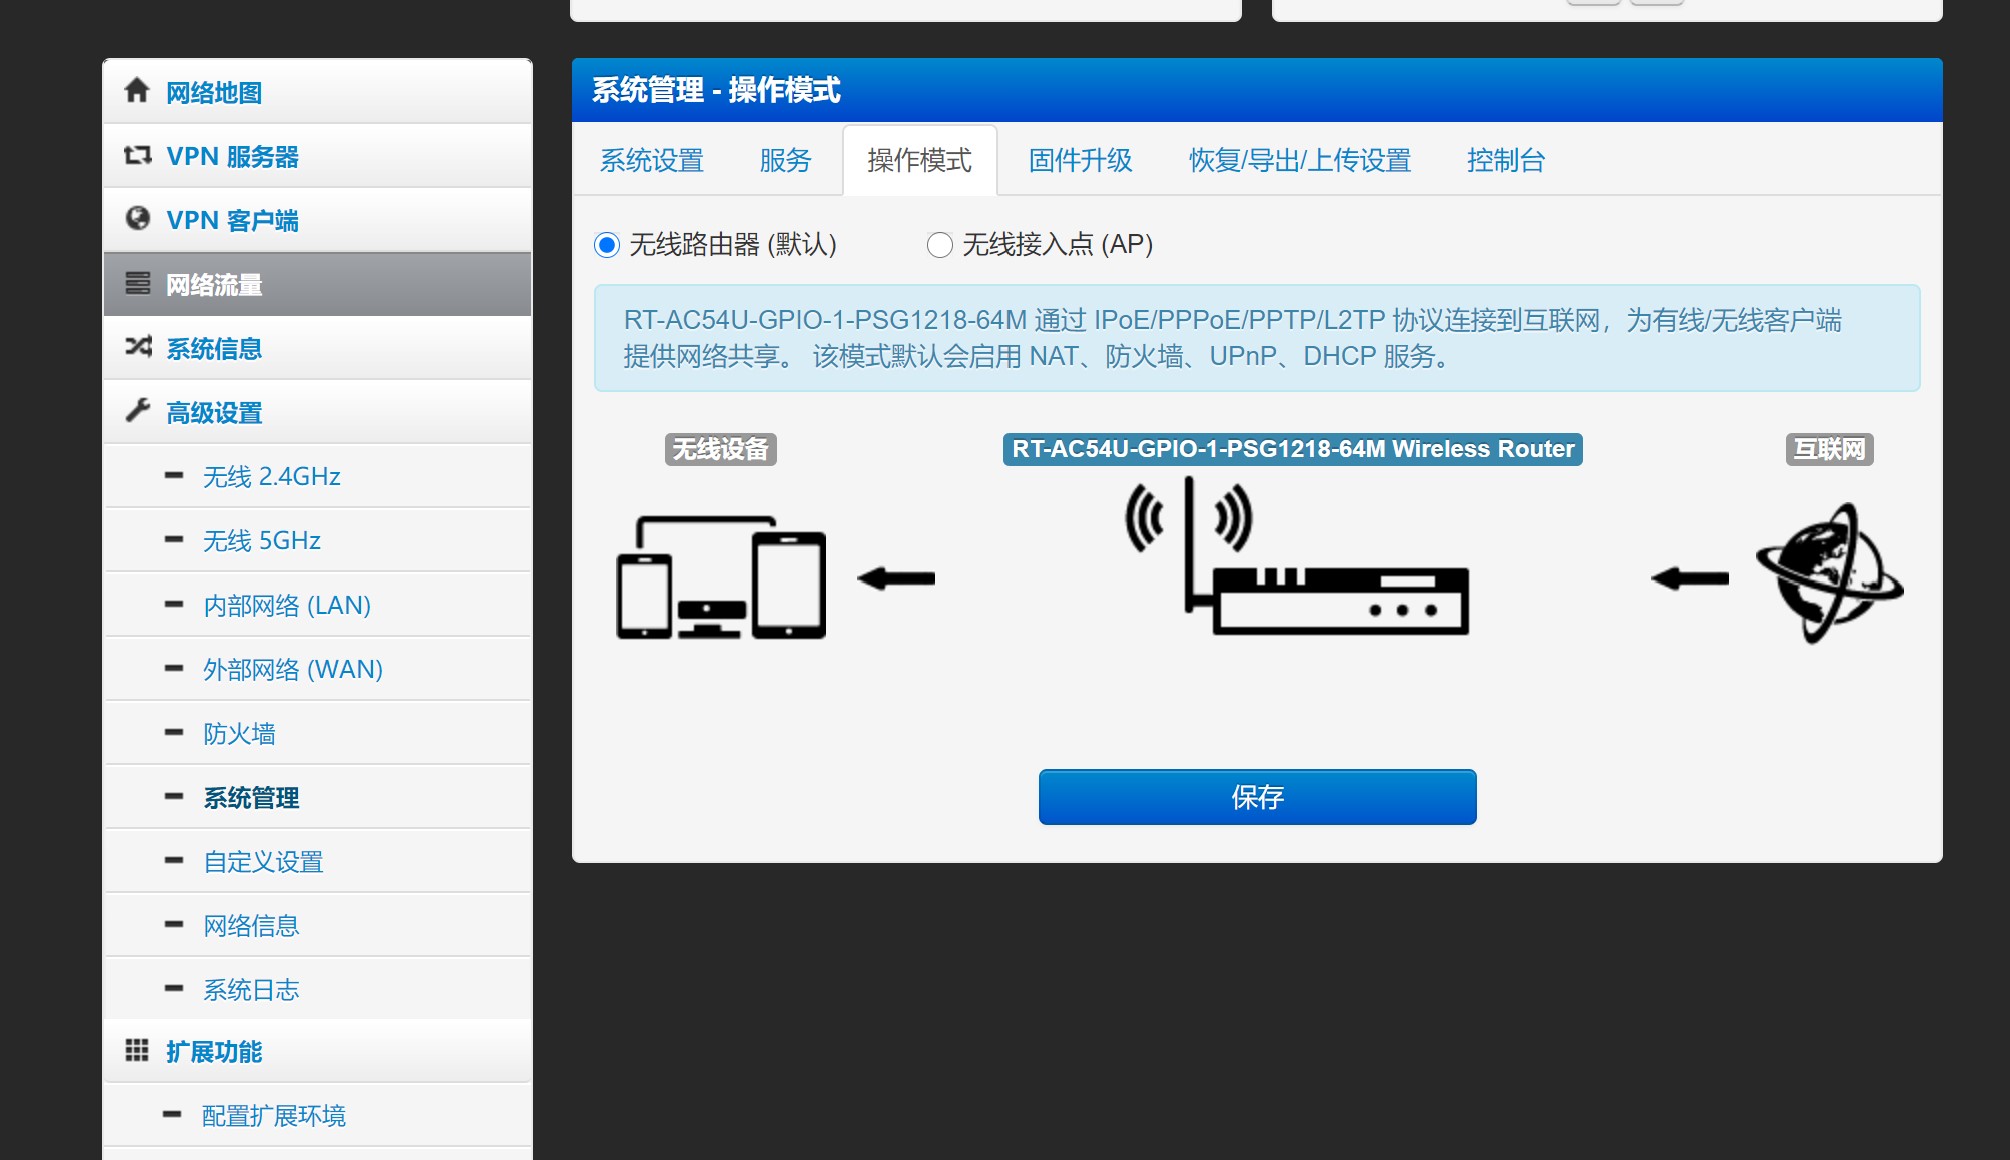 网络地图
VPN 服务器
VPN 客户端
网络流量
系统信息
高级设置
无线 2.4GHz
无线 5GHz
内部网络 (LAN)
外部网络 (WAN)
防火墙
系统管理
自定义设置
网络信息
系统日志
扩展功能
配置扩展环境
系统管理 - 操作模式
系统设置 服务 操作模式 固件升级 恢复/导出/上传设置 控制台
无线路由器 (默认) 无线接入点 (AP)
RT-AC54U-GPIO-1-PSG1218-64M 通过 IPoE/PPPoE/PPTP/L2TP 协议连接到互联网，为有线/无线客户端
提供网络共享。 该模式默认会启用 NAT、防火墙、UPnP、DHCP 服务。
无线设备 RT-AC54U-GPIO-1-PSG1218-64M Wireless Router 互联网
保存